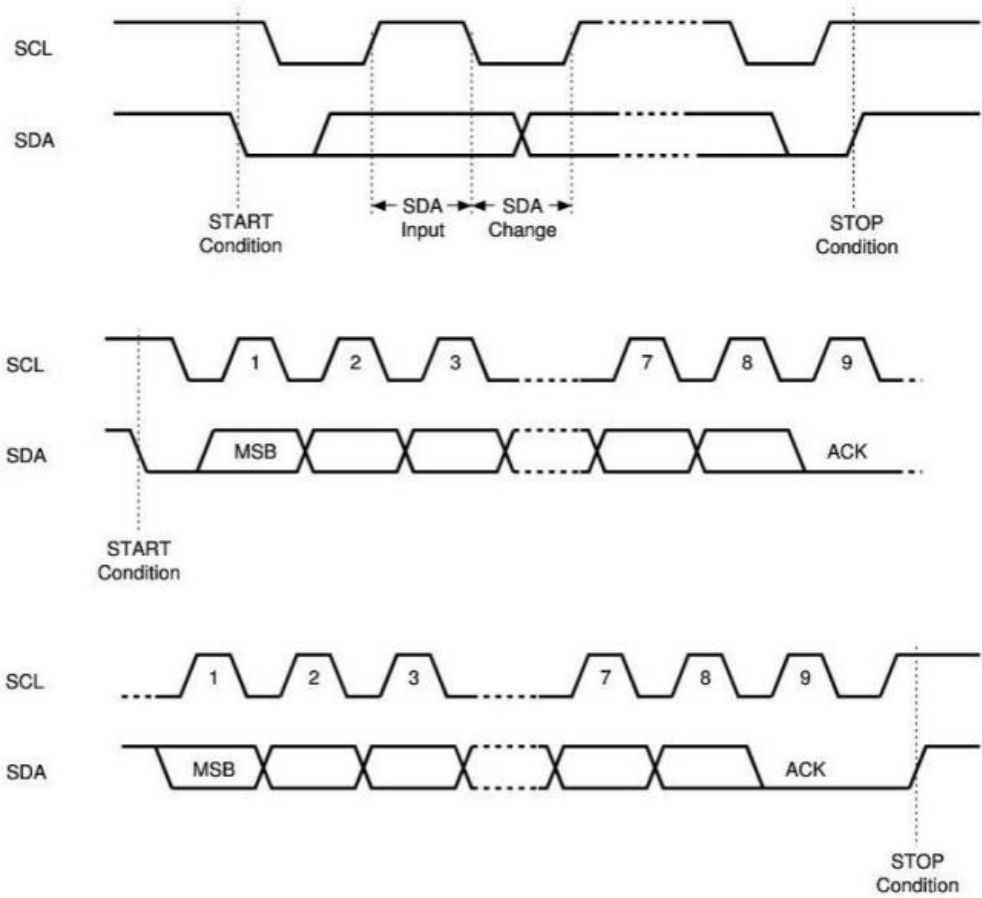 SCL
SDA
SDA
Input
SDA
Change
START
Condition
STOP
Condition
SCL
1
2
3
7
8
9
SDA
MSB
ACK
START
Condition
SCL
1
2
3
7
8
9
SDA
MSB
ACK
STOP
Condition